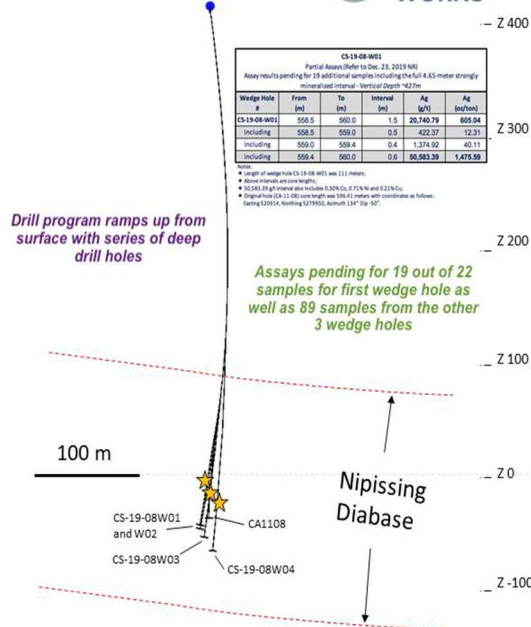 WORKS
Z 400
CS-19-08-W01
Partial Assays (Refer to Dec. 23, 2019 NR)
Assay results pending for 19 additional samples including the full 4.65-meter strongly
mineralized interval - Vertical Depth ~427m
Wedge Hole # From (m) To (m) Interval (m) Ag (g/t) Ag (oz/ton)
CS-19-08-W01 558.5 560.0 1.5 20,740.79 605.04
Including 558.5 559.0 0.5 422.37 12.31
Including 559.0 559.4 0.4 1,374.92 40.11
Including 559.4 560.0 0.6 50,583.39 1,475.59
Notes:
• Length of wedge hole CS-19-08-W01 was 111 meters;
• Above intervals are core lengths;
• 50,583.39 g/t interval also includes 0.30% Co, 0.71% Ni and 0.21% Cu;
• Original hole (CA-11-08) core length was 596.41 meters with coordinates as follows:
Easting 520914, Northing 5279950, Azimuth 134° Dip -50°.
Z 300
Drill program ramps up from
surface with series of deep
drill holes
Z 200
Assays pending for 19 out of 22
samples for first wedge hole as
well as 89 samples from the other
3 wedge holes
Z 100
100 m
Z 0
Nipissing
Diabase
CS-19-08W01
and W02
CA1108
CS-19-08W03
CS-19-08W04
Z -100